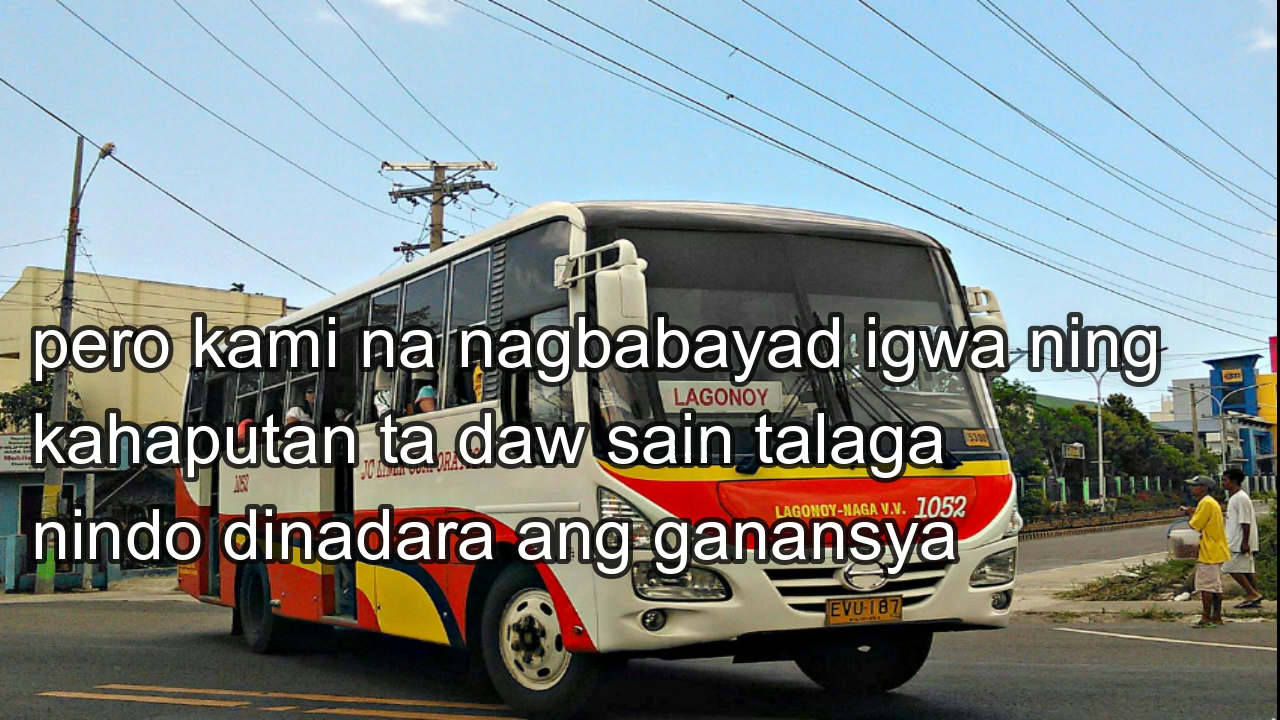 pero kami na nagbabayad igwa ning
kahaputan ta daw sain talaga
nindo dinadara ang ganansya
LAGONOY
1052
LAGONOY-NAGA V.V. 1052
EVU-187